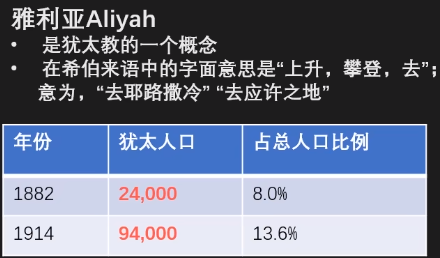 雅利亚Aliyah
• 是犹太教的一个概念
• 在希伯来语中的字面意思是“上升，攀登，去”；
意为，“去耶路撒冷” “去应许之地”
年份 犹太人口 占总人口比例
1882 24,000 8.0%
1914 94,000 13.6%